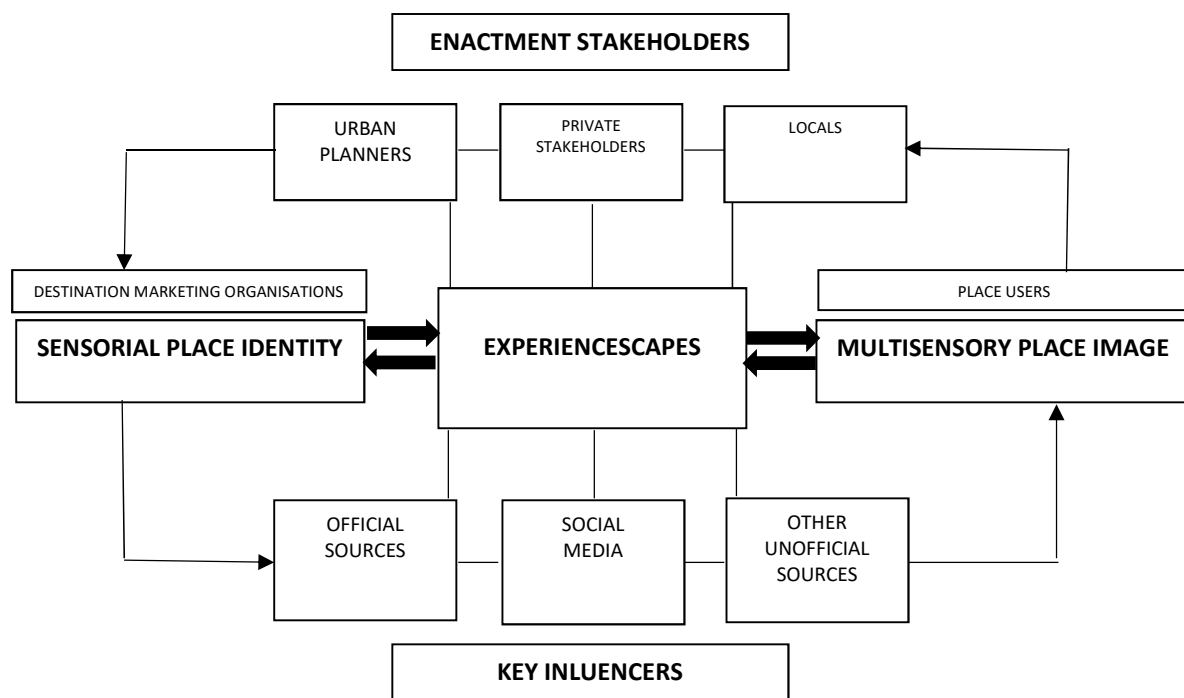 ENACTMENT STAKEHOLDERS
URBAN
PLANNERS
PRIVATE
STAKEHOLDERS
LOCALS
DESTINATION MARKETING ORGANISATIONS
PLACE USERS
SENSORIAL PLACE IDENTITY
EXPERIENCESCAPES
MULTISENSORY PLACE IMAGE
OFFICIAL
SOURCES
SOCIAL
MEDIA
OTHER
UNOFFICIAL
SOURCES
KEY INLUENCERS